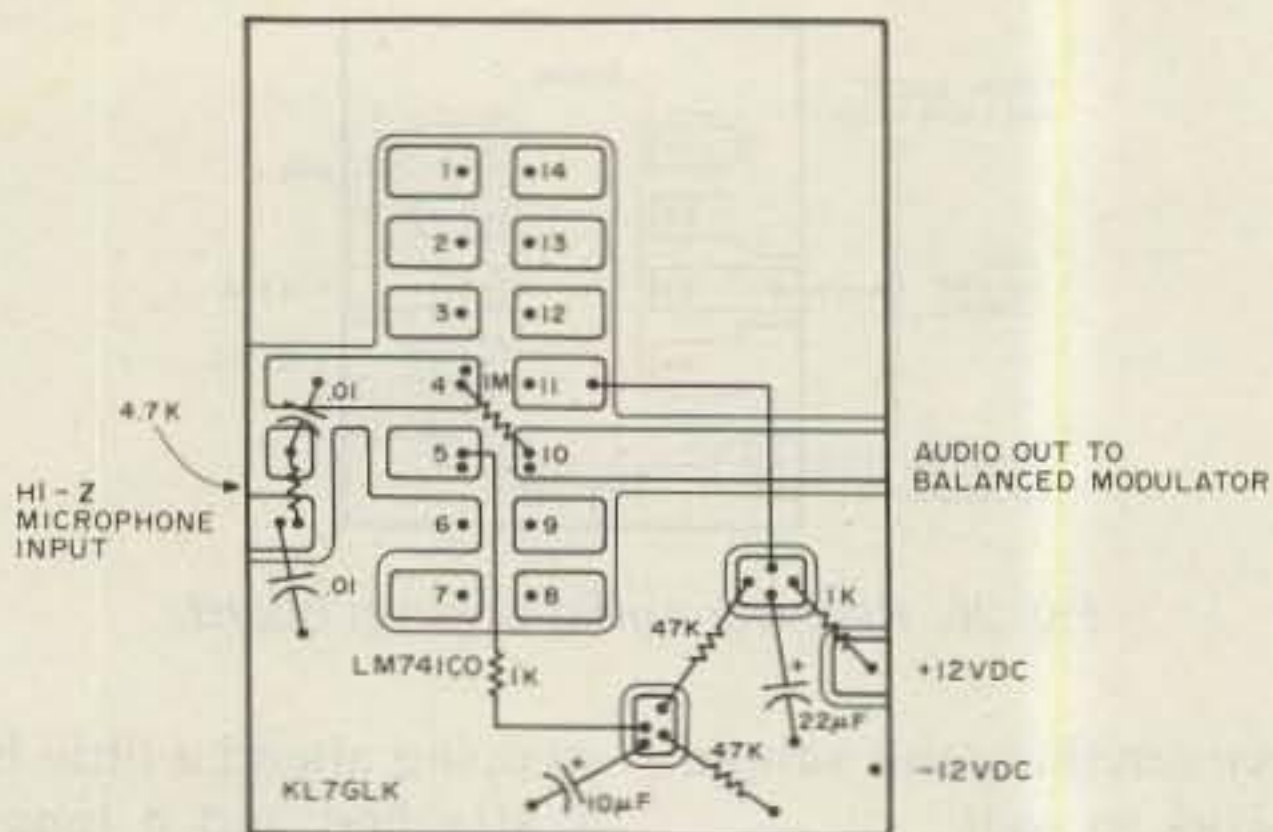 1 14
2 13
3 12
4 1M 11
.01
4.7K
5 10
HI-Z
MICROPHONE
INPUT
AUDIO OUT TO
BALANCED MODULATOR
6 9
.01
7 8
1K
47K
LM741CO 1K
+12VDC
+
22µF
47K
-12VDC
+
10µF
KL7GLK